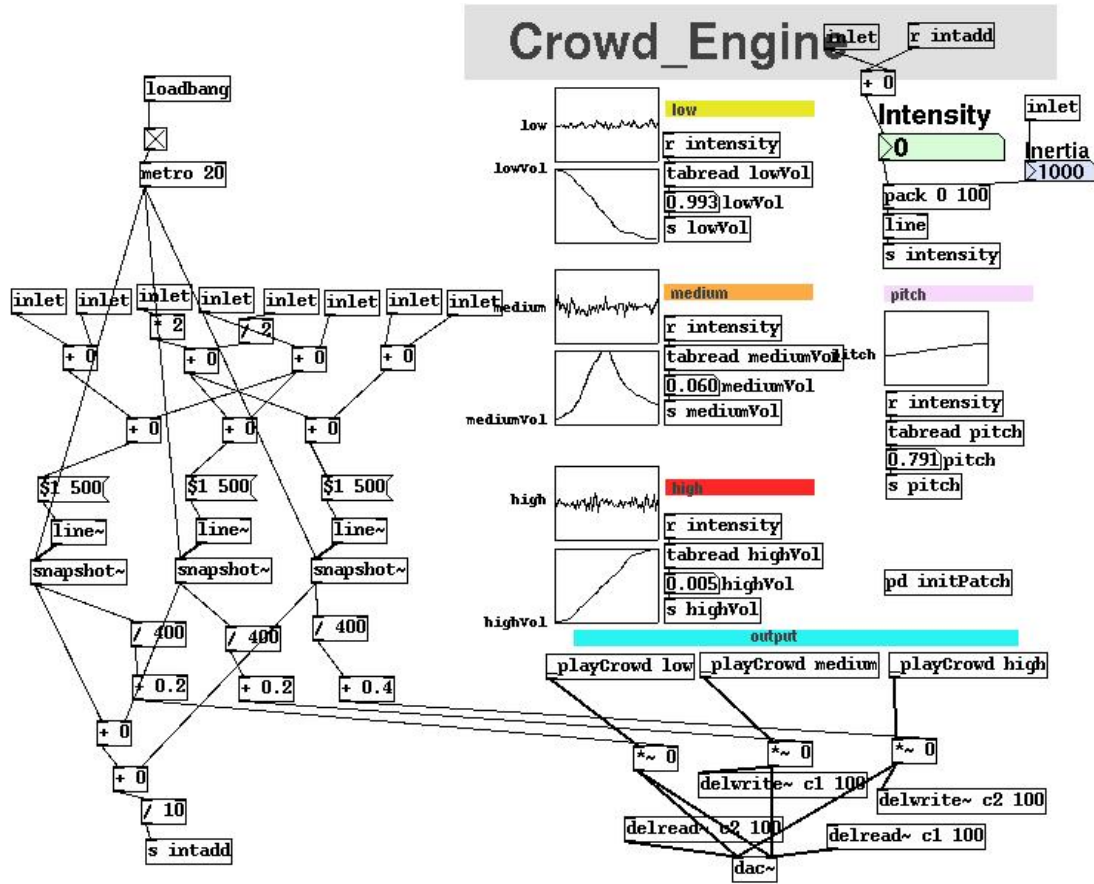 Crowd_Engine
inlet
r intadd
+ 0
loadbang
metro 20
low
low
r intensity
lowVol
tabread lowVol
0.993 lowVol
s lowVol
Intensity
0
inlet
Inertia
1000
pack 0 100
line
s intensity
inlet inlet inlet inlet inlet inlet inlet inlet
* 2
/ 2
+ 0
+ 0
+ 0
+ 0
+ 0
+ 0
+ 0
medium
medium
r intensity
tabread mediumVol
0.060 mediumVol
s mediumVol
mediumVol
pitch
pitch
r intensity
tabread pitch
0.791 pitch
s pitch
$1 500
$1 500
$1 500
line~
line~
line~
snapshot~
snapshot~
snapshot~
high
high
r intensity
tabread highVol
0.005 highVol
s highVol
highVol
pd initPatch
/ 400
/ 400
/ 400
+ 0.2
+ 0.2
+ 0.4
+ 0
+ 0
/ 10
s intadd
output
_playCrowd low
_playCrowd medium
_playCrowd high
*~ 0
*~ 0
*~ 0
delwrite~ c1 100
delwrite~ c2 100
delread~ c2 100
delread~ c1 100
dac~